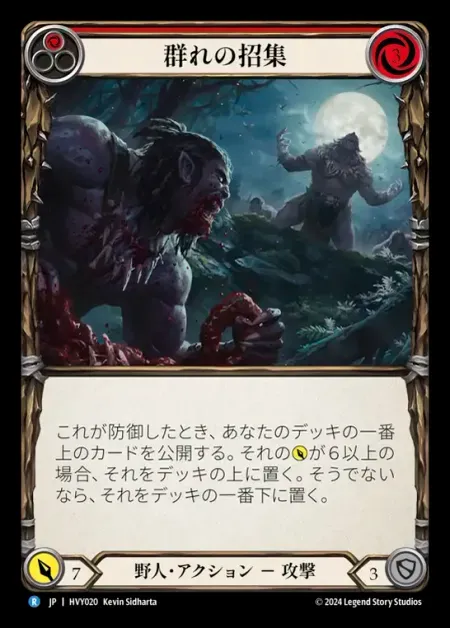 3
群れの招集
これが防御したとき、あなたのデッキの一番
上のカードを公開する。それのが６以上の
場合、それをデッキの上に置く。そうでない
なら、それをデッキの一番下に置く。
7
野人・アクション － 攻撃
3
R JP | HVY020 Kevin Sidharta
© 2024 Legend Story Studios